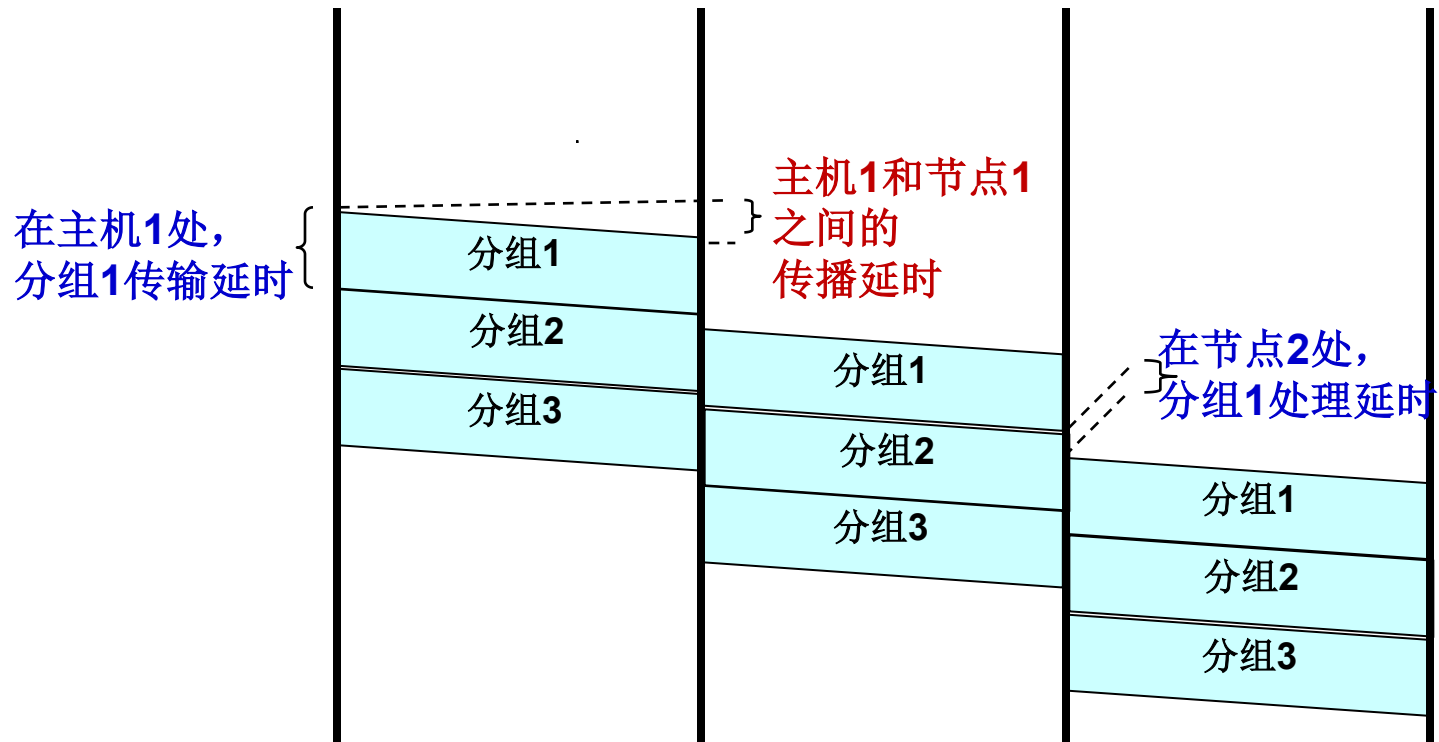 主机1和节点1
之间的
传播延时
在主机1处，
分组1传输延时
分组1
分组2
分组3
分组1
分组2
分组3
在节点2处，
分组1处理延时
分组1
分组2
分组3